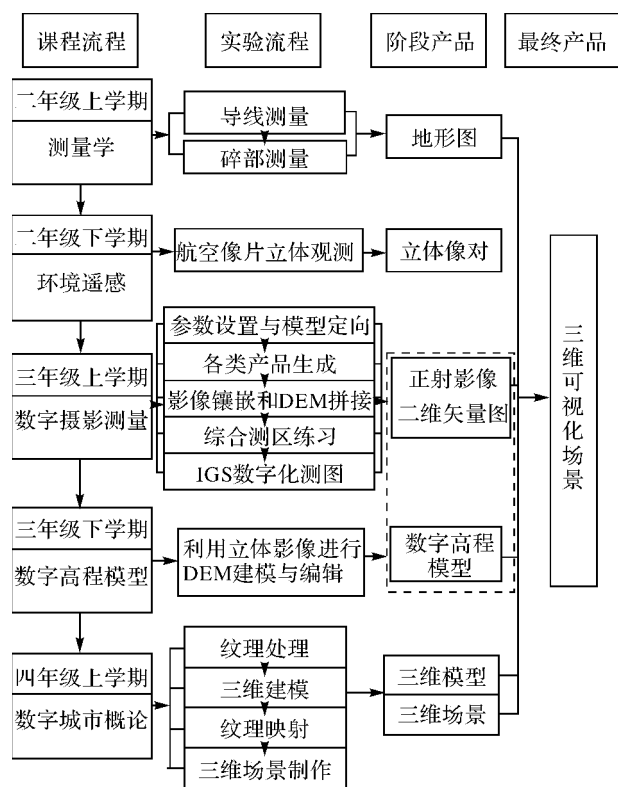 课程流程
实验流程
阶段产品
最终产品
二年级上学期
测量学
导线测量
碎部测量
地形图
二年级下学期
环境遥感
航空像片立体观测
立体像对
三年级上学期
数字摄影测量
参数设置与模型定向
各类产品生成
影像镶嵌和DEM拼接
综合测区练习
IGS数字化测图
正射影像
二维矢量图
三年级下学期
数字高程模型
利用立体影像进行
DEM建模与编辑
数字高程
模型
四年级上学期
数字城市概论
纹理处理
三维建模
纹理映射
三维场景制作
三维模型
三维场景
三维可视化场景